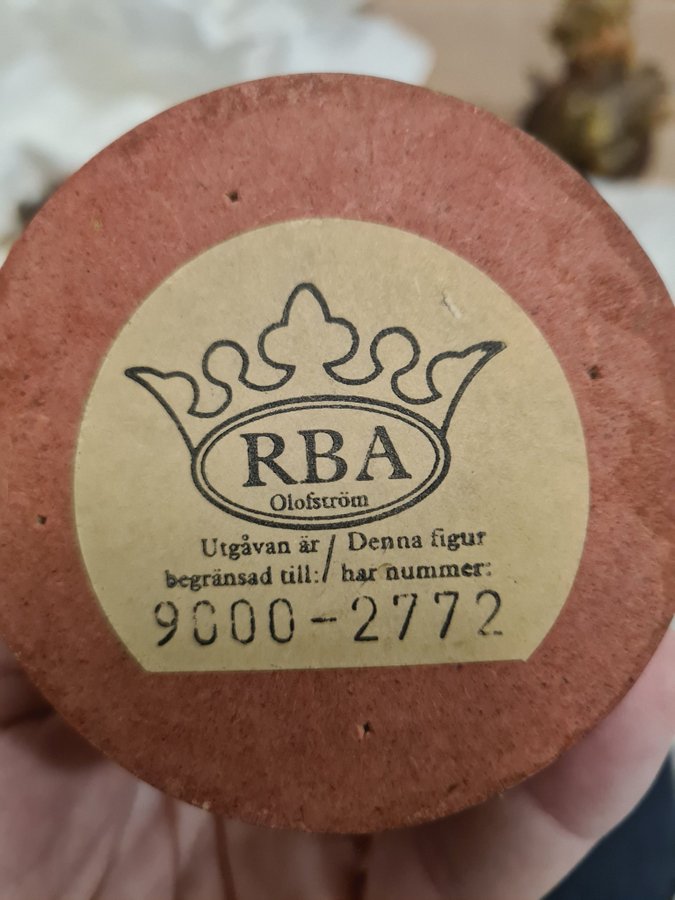 RBA
Olofström
Utgåvan är / Denna figur
begränsad till: / har nummer:
9000-2772